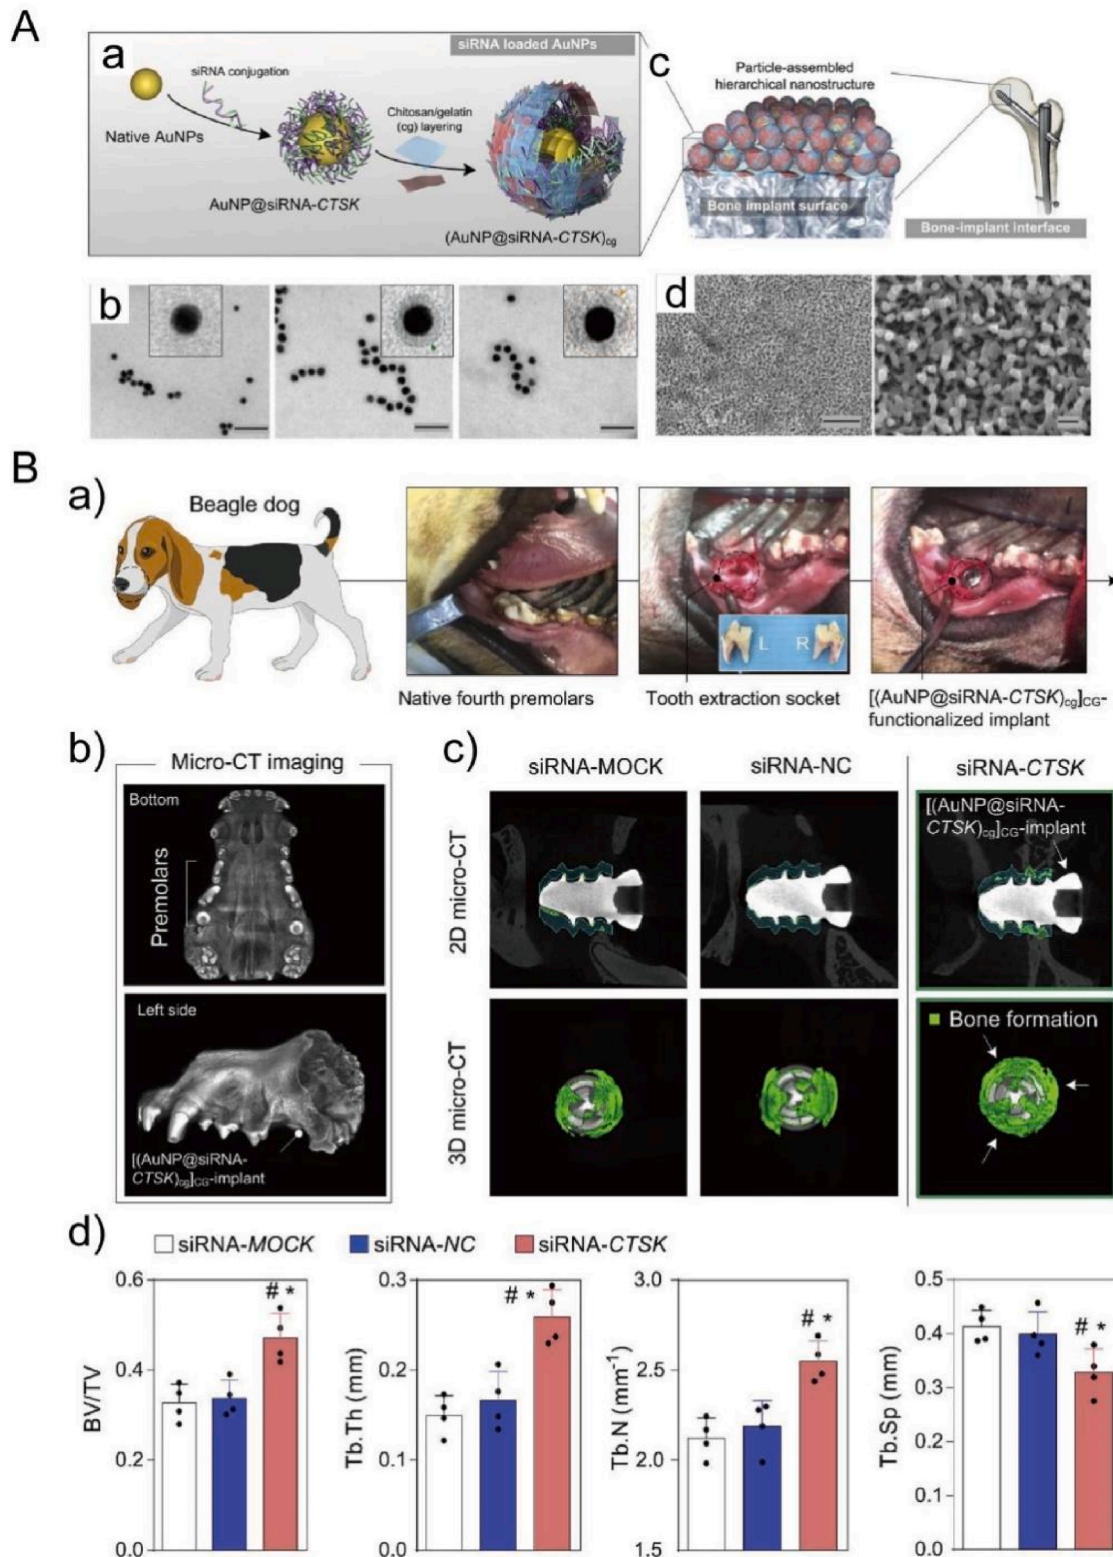 A
a
siRNA loaded AuNPs
siRNA conjugation
Native AuNPs
Chitosan/gelatin
(cg) layering
AuNP@siRNA-CTSK
(AuNP@siRNA-CTSK)cg
c
Particle-assembled
hierarchical nanostructure
Bone implant surface
Bone-implant interface
b
d
B
a)
Beagle dog
L R
Native fourth premolars
Tooth extraction socket
[(AuNP@siRNA-CTSK)cg]CG-
functionalized implant
b)
Micro-CT imaging
Bottom
Premolars
Left side
[(AuNP@siRNA-
CTSK)cg]CG-implant
c)
siRNA-MOCK
siRNA-NC
siRNA-CTSK
2D micro-CT
[(AuNP@siRNA-
CTSK)cg]CG-implant
3D micro-CT
Bone formation
d)
siRNA-MOCK
siRNA-NC
siRNA-CTSK
BV/TV
0.6
0.4
0.2
0.0
# *
Tb.Th (mm)
0.3
0.2
0.1
0.0
# *
Tb.N (mm-1)
3.0
2.5
2.0
1.5
# *
Tb.Sp (mm)
0.5
0.4
0.3
0.2
0.1
0.0
# *